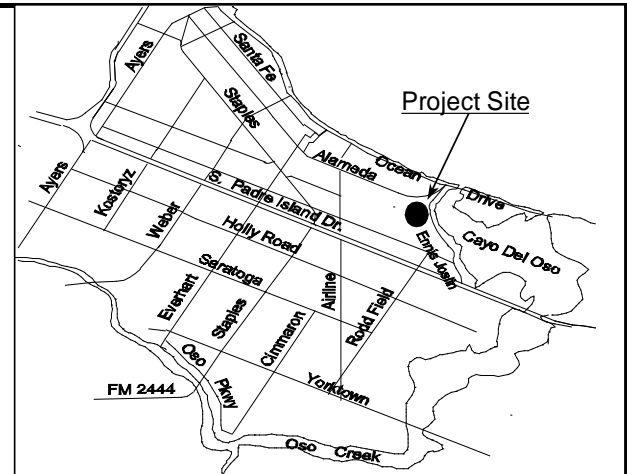 Ayers
Santa Fe
Staples
Project Site
Alameda
Ocean
Drive
Ayers
Kostoryz
Weber
S. Padre Island Dr.
Holly Road
Saratoga
Ennis Joslin
Cayo Del Oso
Everhart
Staples
Cimmaron
Airline
Rodd Field
Oso
Pkwy
Yorktown
FM 2444
Oso Creek